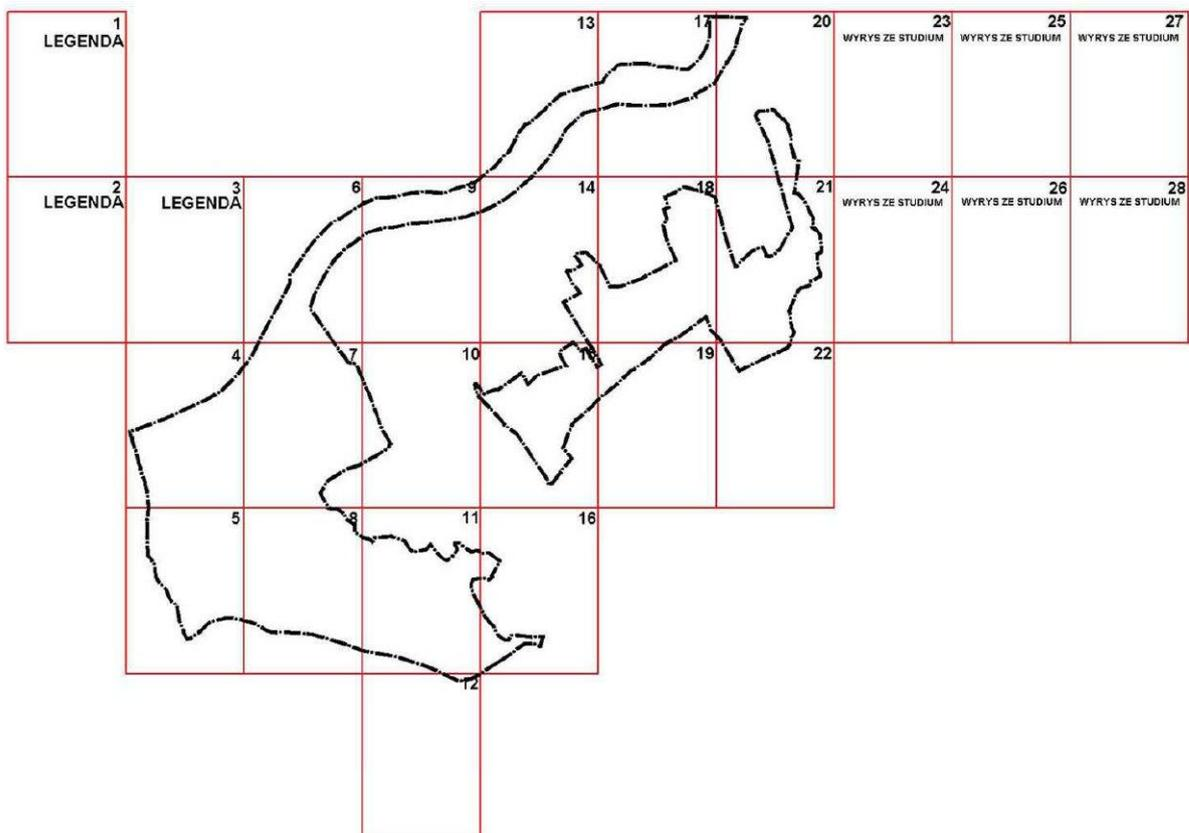 1 13 17 20 23 25 27
LEGENDA WYRYS ZE STUDIUM WYRYS ZE STUDIUM WYRYS ZE STUDIUM
2 3 6 9 14 18 21 24 26 28
LEGENDA LEGENDA WYRYS ZE STUDIUM WYRYS ZE STUDIUM WYRYS ZE STUDIUM
4 7 10 15 19 22
5 8 11 16
12